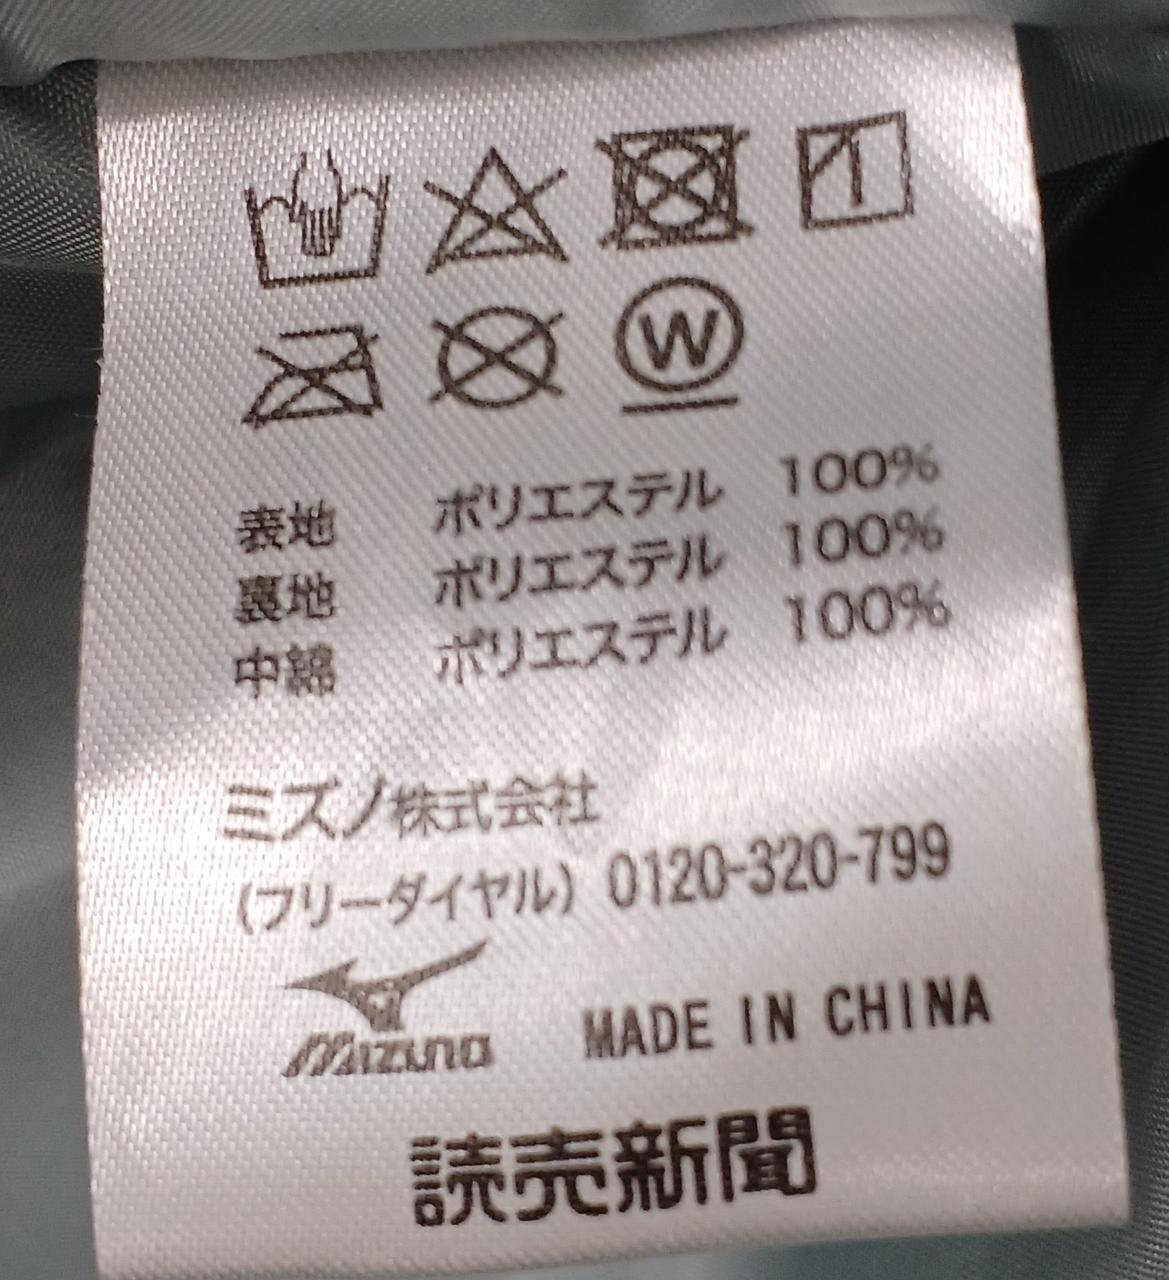 W
表地 ポリエステル 100%
裏地 ポリエステル 100%
中綿 ポリエステル 100%
ミズノ株式会社
(フリーダイヤル) 0120-320-799
Mizuno MADE IN CHINA
読売新聞